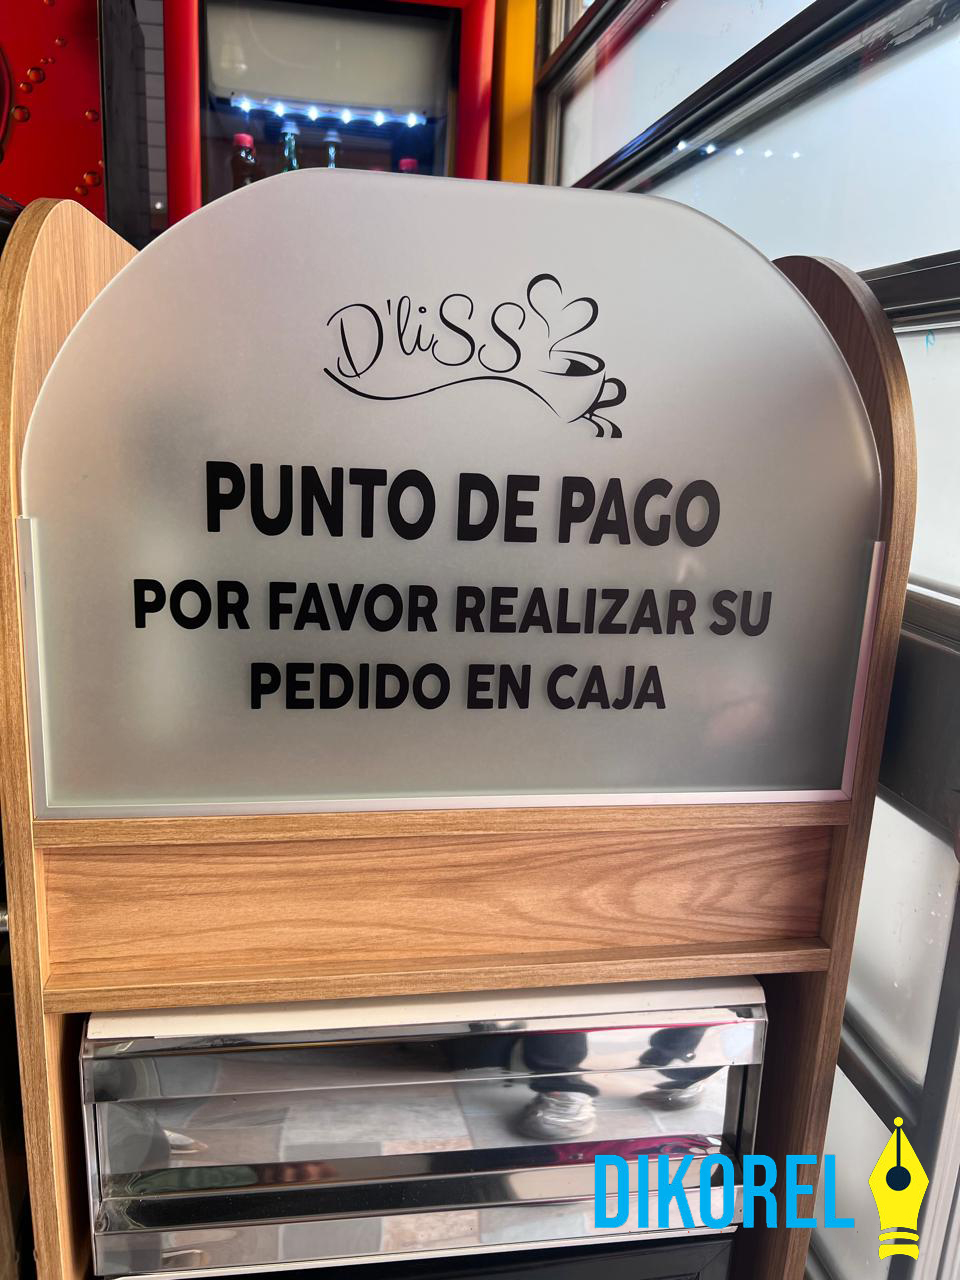 D'liSS
PUNTO DE PAGO
POR FAVOR REALIZAR SU
PEDIDO EN CAJA
DIKOREL